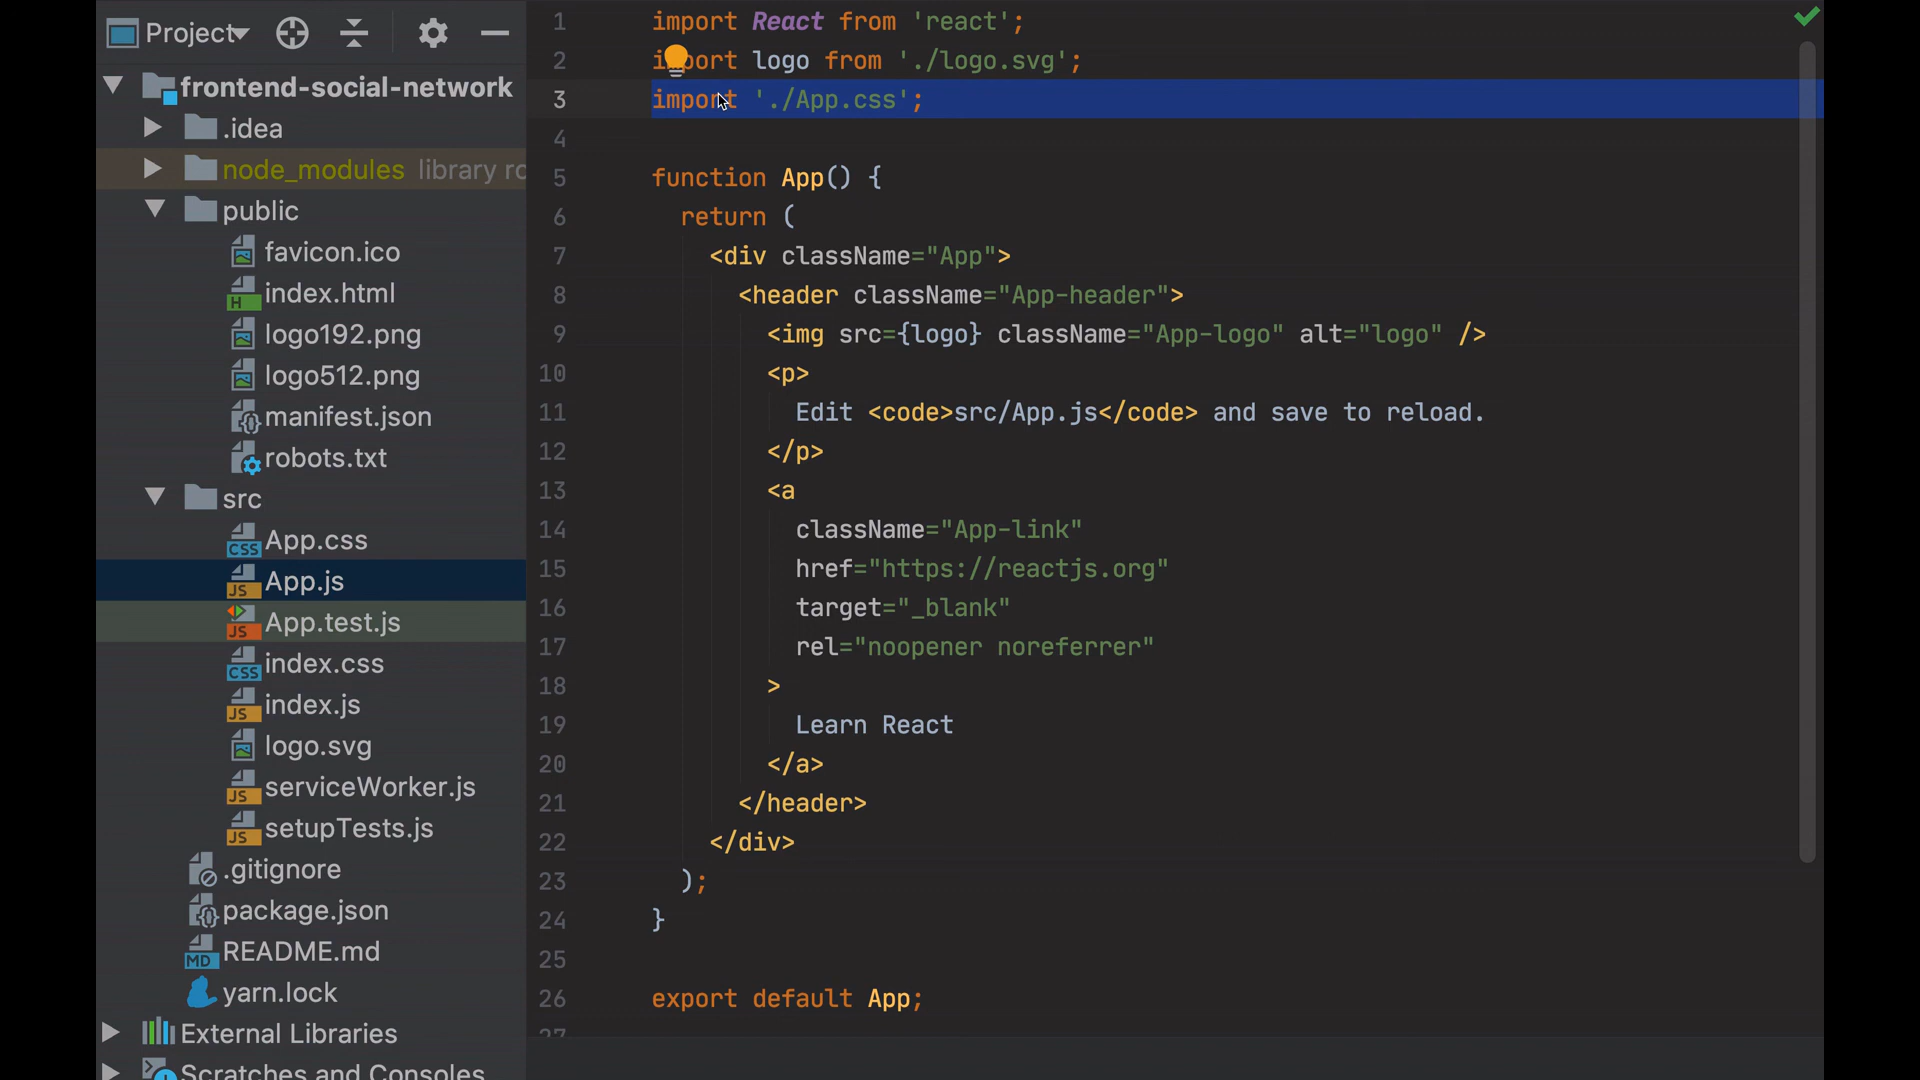 Project
frontend-social-network
.idea
node_modules library ro
public
favicon.ico
index.html
logo192.png
logo512.png
manifest.json
robots.txt
src
App.css
App.js
App.test.js
index.css
index.js
logo.svg
serviceWorker.js
setupTests.js
.gitignore
package.json
README.md
yarn.lock
External Libraries
Scratches and Consoles
1 import React from 'react';
2 import logo from './logo.svg';
3 import './App.css';
4
5 function App() {
6 return (
7 <div className="App">
8 <header className="App-header">
9 <img src={logo} className="App-logo" alt="logo" />
10 <p>
11 Edit <code>src/App.js</code> and save to reload.
12 </p>
13 <a
14 className="App-link"
15 href="https://reactjs.org"
16 target="_blank"
17 rel="noopener noreferrer"
18 >
19 Learn React
20 </a>
21 </header>
22 </div>
23 );
24 }
25
26 export default App;
27